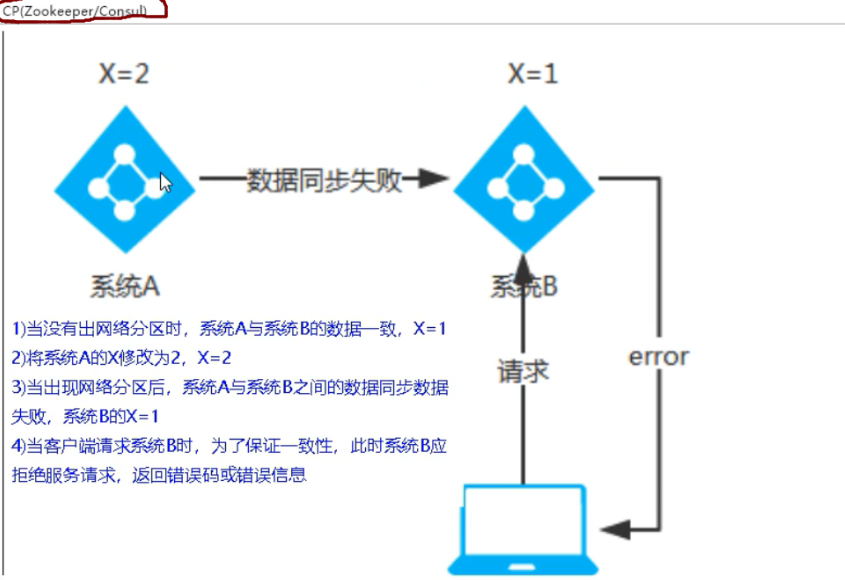 CP(Zookeeper/Consul)
X=2
X=1
数据同步失败
系统A
系统B
1)当没有出网络分区时，系统A与系统B的数据一致，X=1
2)将系统A的X修改为2，X=2
3)当出现网络分区后，系统A与系统B之间的数据同步数据
失败，系统B的X=1
4)当客户端请求系统B时，为了保证一致性，此时系统B应
拒绝服务请求，返回错误码或错误信息
请求
error